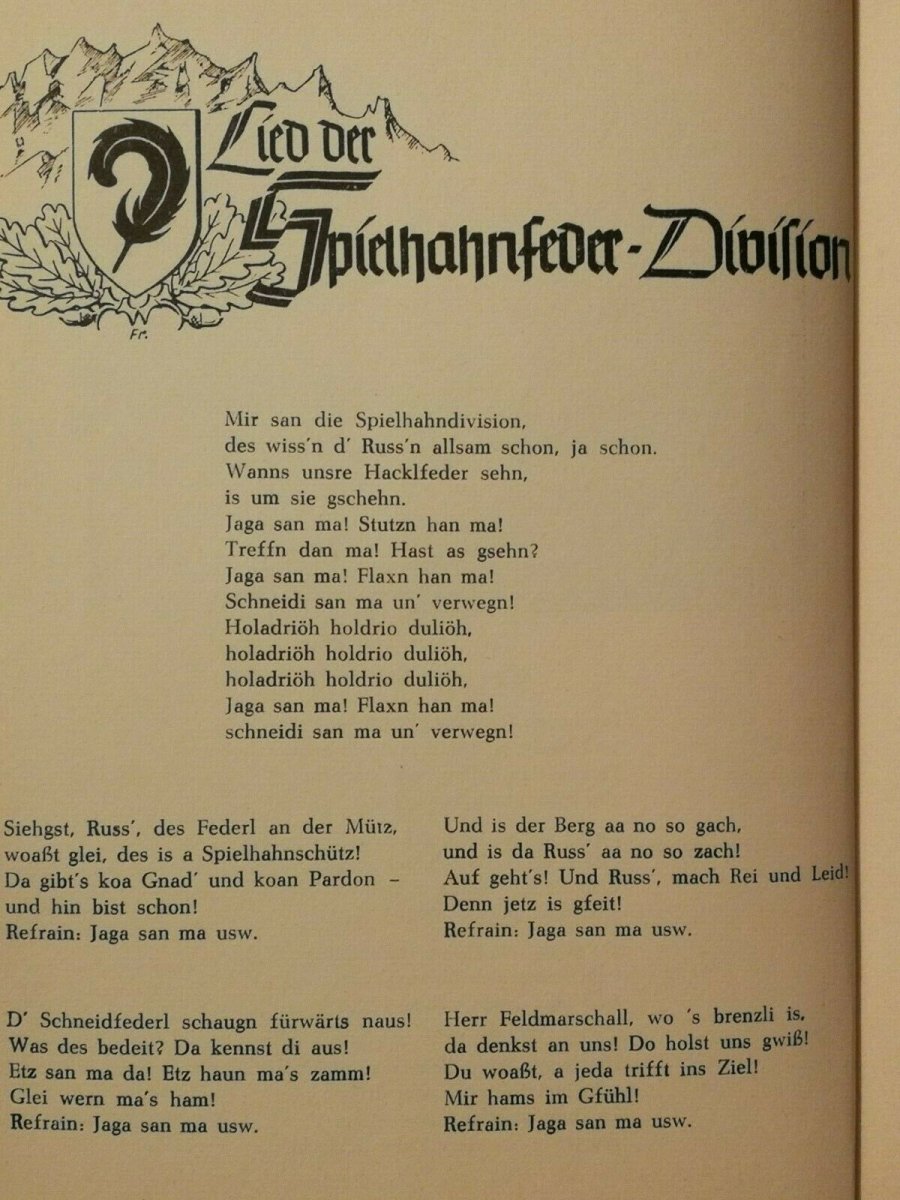 Lied der
Spielhahnfeder-Division
Fr.
Mir san die Spielhahndivision,
des wiss'n d' Russ'n allsam schon, ja schon.
Wanns unsre Hacklfeder sehn,
is um sie gschehn.
Jaga san ma! Stutzn han ma!
Treffn dan ma! Hast as gsehn?
Jaga san ma! Flaxn han ma!
Schneidi san ma un' verwegn!
Holadriöh holdrio duliöh,
holadriöh holdrio duliöh,
holadriöh holdrio duliöh,
Jaga san ma! Flaxn han ma!
schneidi san ma un' verwegn!
Siehgst, Russ', des Federl an der Mütz,
woaßt glei, des is a Spielhahnschütz!
Da gibt's koa Gnad' und koan Pardon –
und hin bist schon!
Refrain: Jaga san ma usw.
Und is der Berg aa no so gach,
und is da Russ' aa no so zach!
Auf geht's! Und Russ', mach Rei und Leid!
Denn jetz is gfeit!
Refrain: Jaga san ma usw.
D' Schneidfederl schaugn fürwärts naus!
Was des bedeit? Da kennst di aus!
Etz san ma da! Etz haun ma's zamm!
Glei wern ma's ham!
Refrain: Jaga san ma usw.
Herr Feldmarschall, wo 's brenzli is,
da denkst an uns! Do holst uns gwiß!
Du woaßt, a jeda trifft ins Ziel!
Mir hams im Gfühl!
Refrain: Jaga san ma usw.